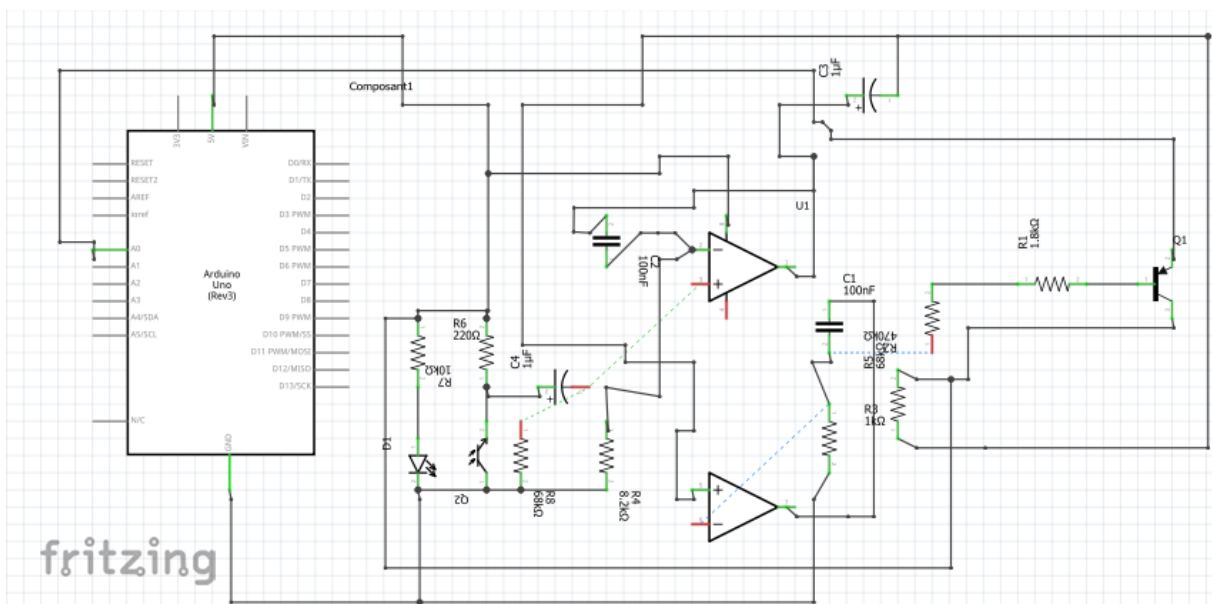 Composant1
3V3
5V
VIN
RESET
RESET2
AREF
ioref
A0
A1
A2
A3
A4/SDA
A5/SCL
N/C
GND
Arduino
Uno
(Rev3)
D0/RX
D1/TX
D2
D3 PWM
D4
D5 PWM
D6 PWM
D7
D8
D9 PWM
D10 PWM/SS
D11 PWM/MOSI
D12/MISO
D13/SCK
C3
1µF
U1
C2
100nF
C1
100nF
R1
1.8kΩ
Q1
R2
470kΩ
R5
68kΩ
R3
1kΩ
R6
220Ω
R7
10kΩ
C4
1µF
D1
Q2
R8
68kΩ
R4
8.2kΩ
fritzing